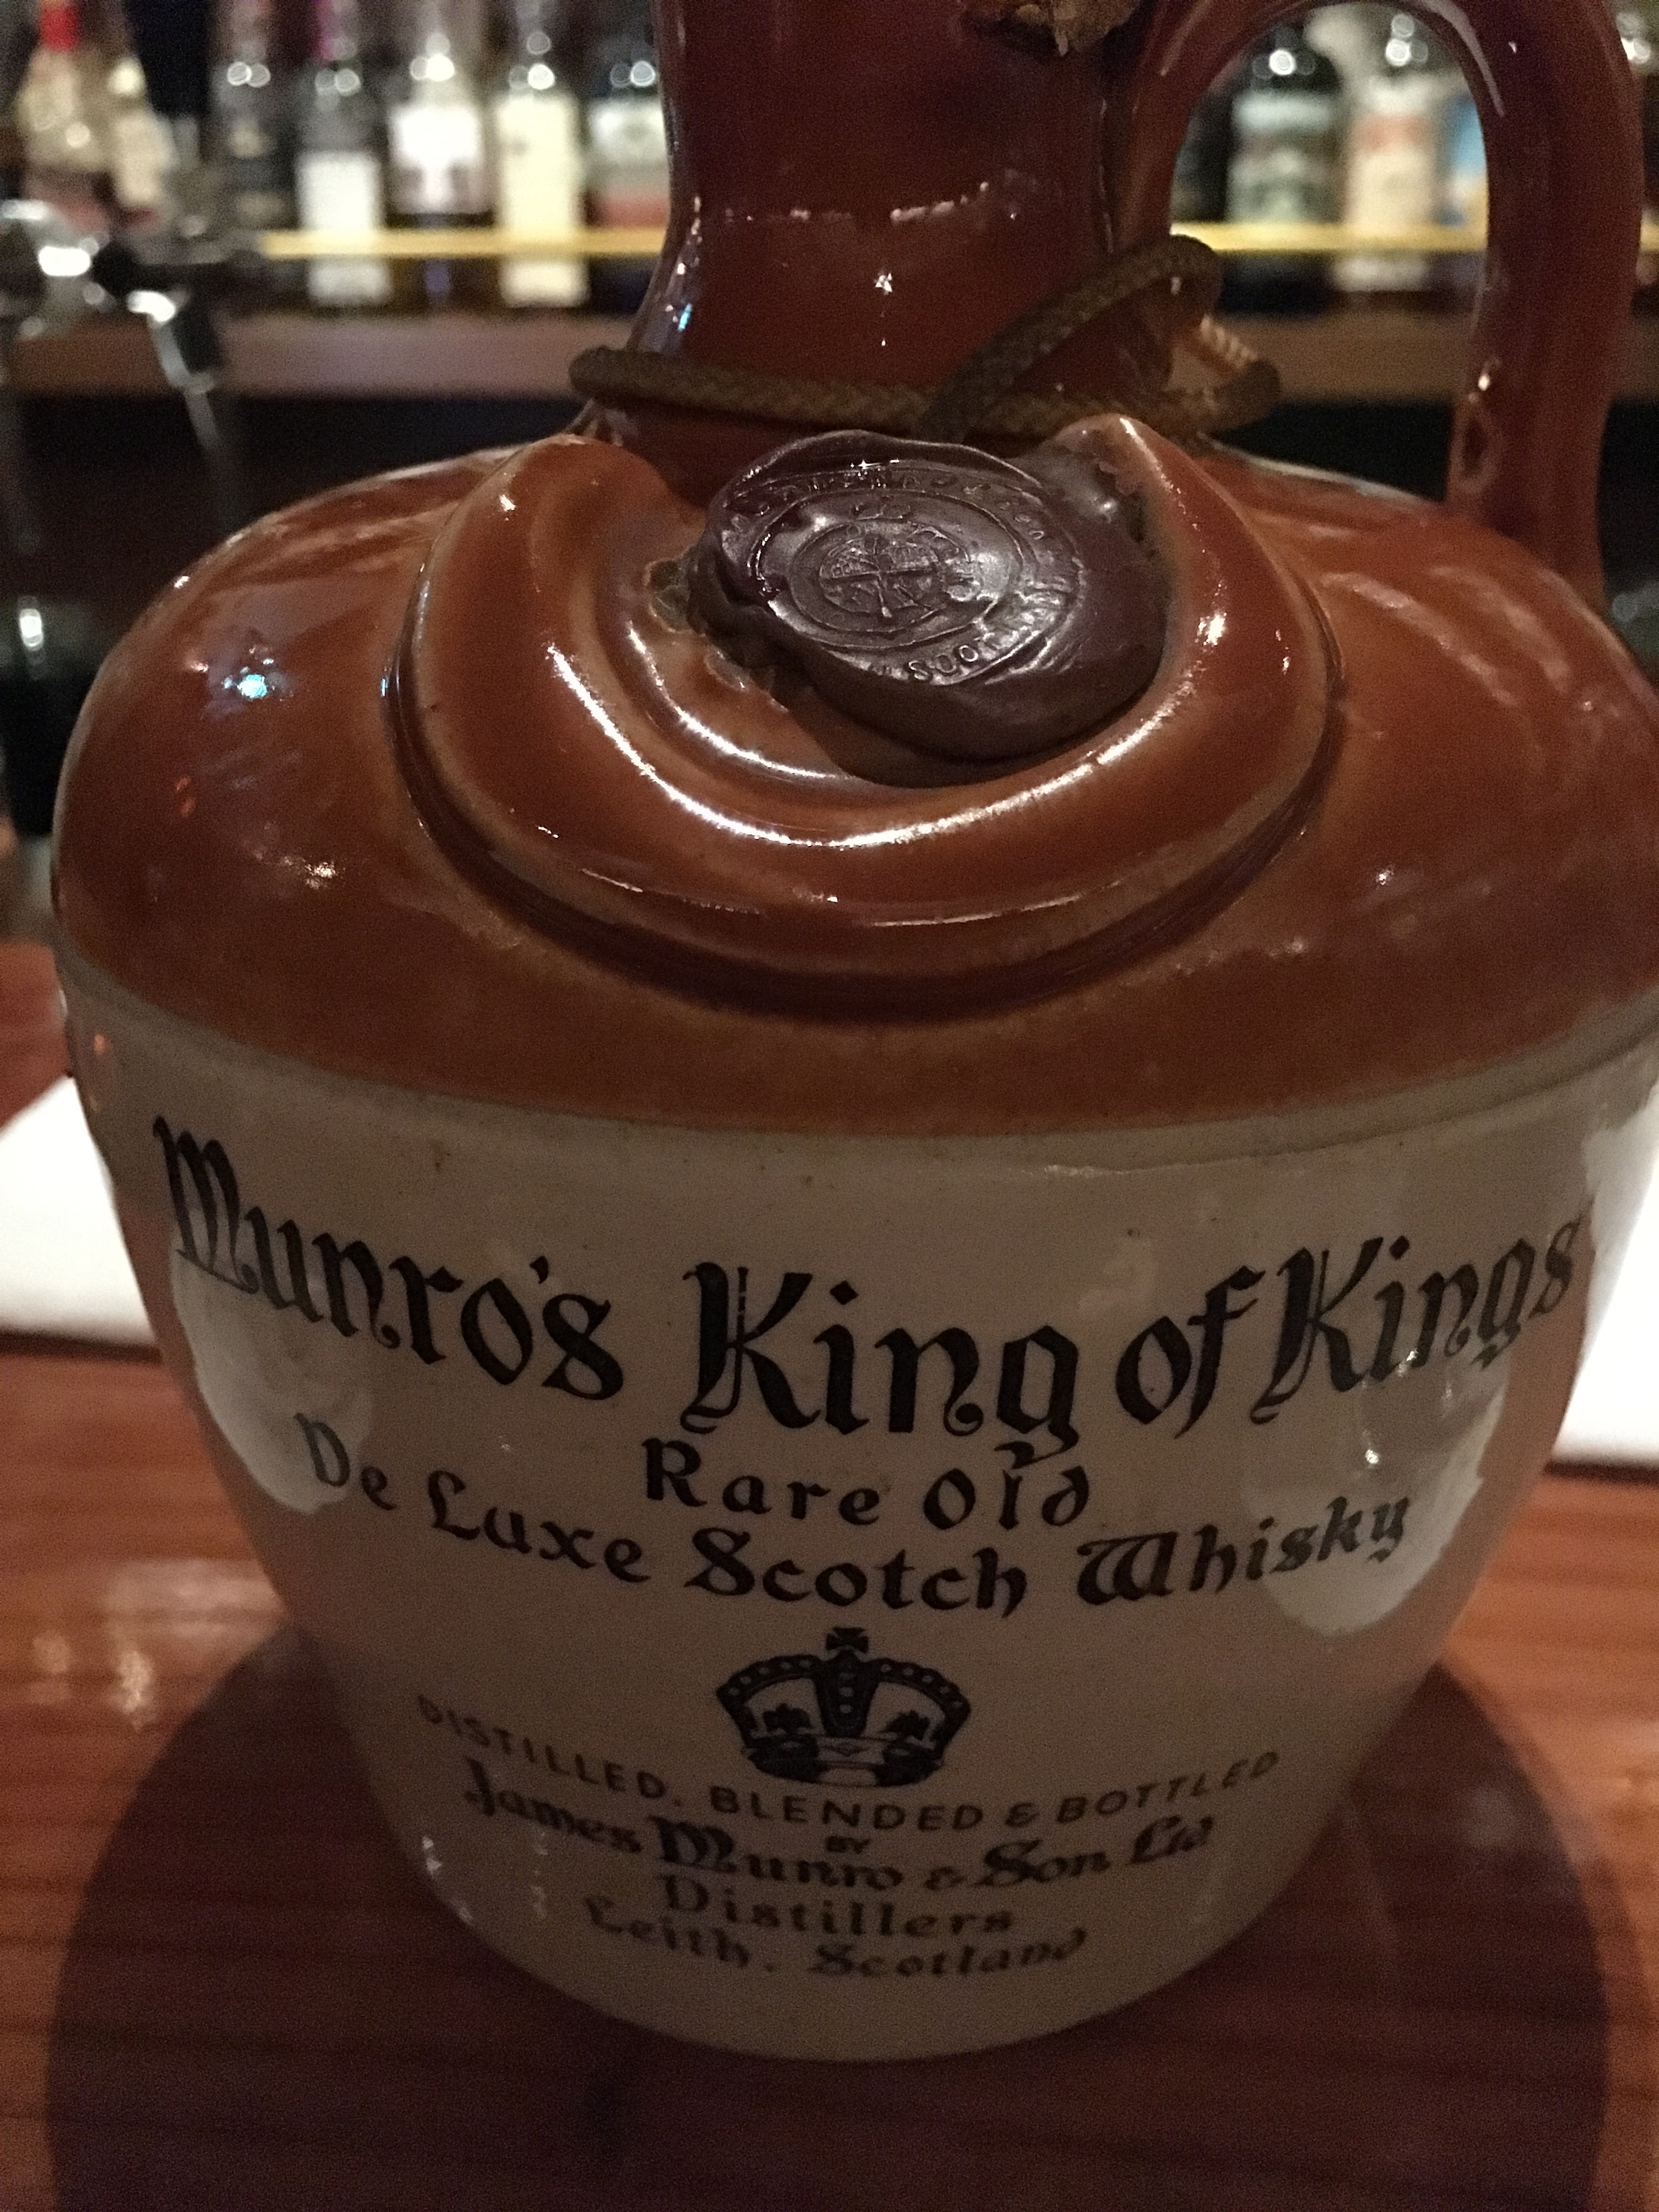 Munro's King of Kings
Rare Old
De Luxe Scotch Whisky
DISTILLED, BLENDED & BOTTLED
BY
James Munro & Son Ltd
Distillers
Leith, Scotland